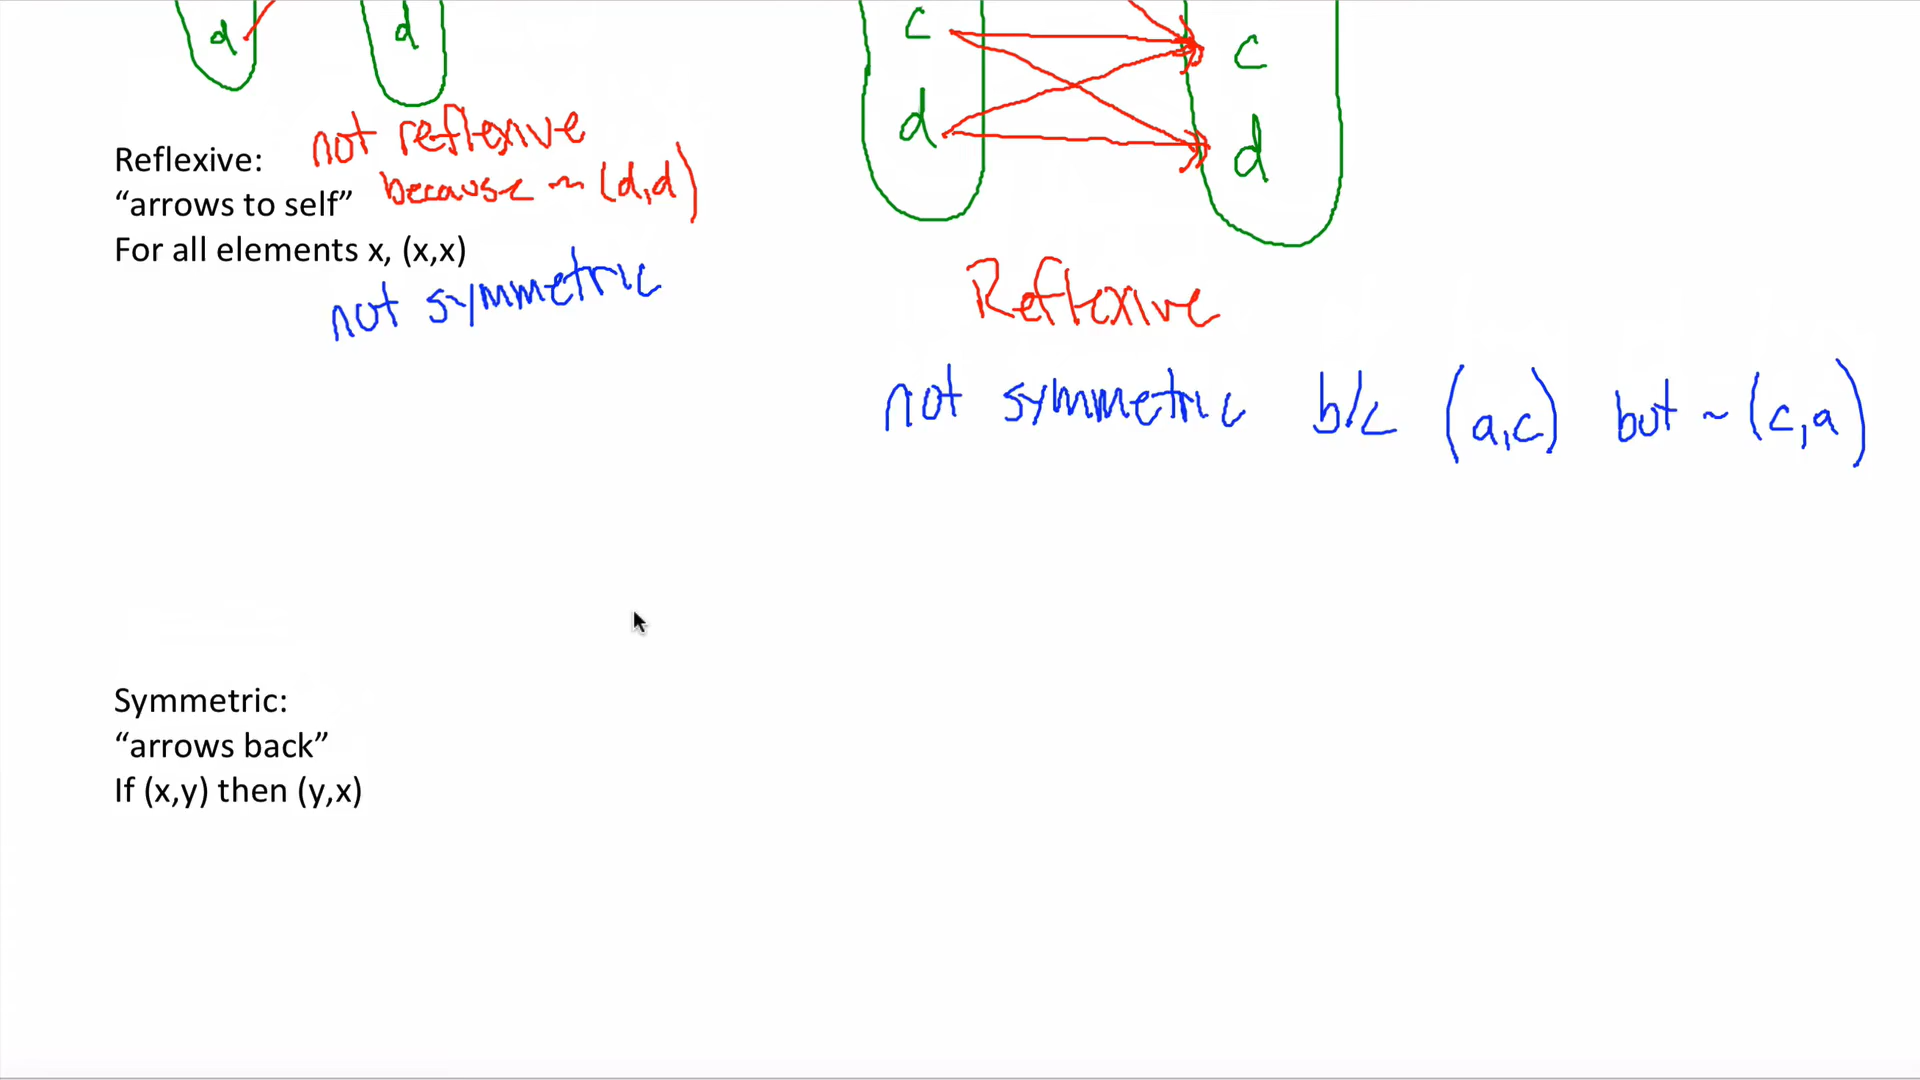 d d
c c
d d
not reflexive
Reflexive:
because ~ (d,d)
“arrows to self”
For all elements x, (x,x)
not symmetric
Reflexive
not symmetric b/c (a,c) but ~ (c,a)
Symmetric:
“arrows back”
If (x,y) then (y,x)